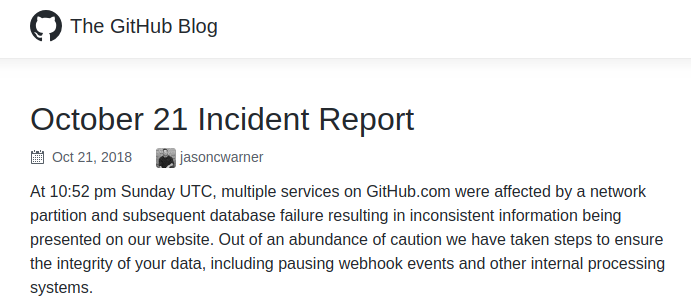 The GitHub Blog
October 21 Incident Report
Oct 21, 2018 jasoncwarner
At 10:52 pm Sunday UTC, multiple services on GitHub.com were affected by a network
partition and subsequent database failure resulting in inconsistent information being
presented on our website. Out of an abundance of caution we have taken steps to ensure
the integrity of your data, including pausing webhook events and other internal processing
systems.